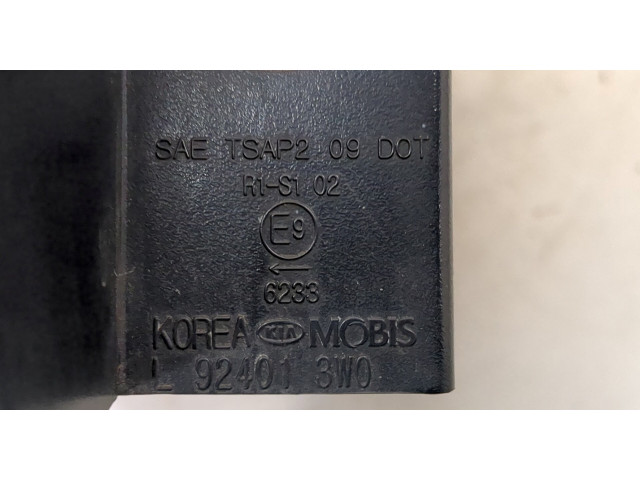 SAE TSAP2 09 DOT
R1-S1 02
E9
←
6233
KOREA KIA MOBIS
L 92401 3W0